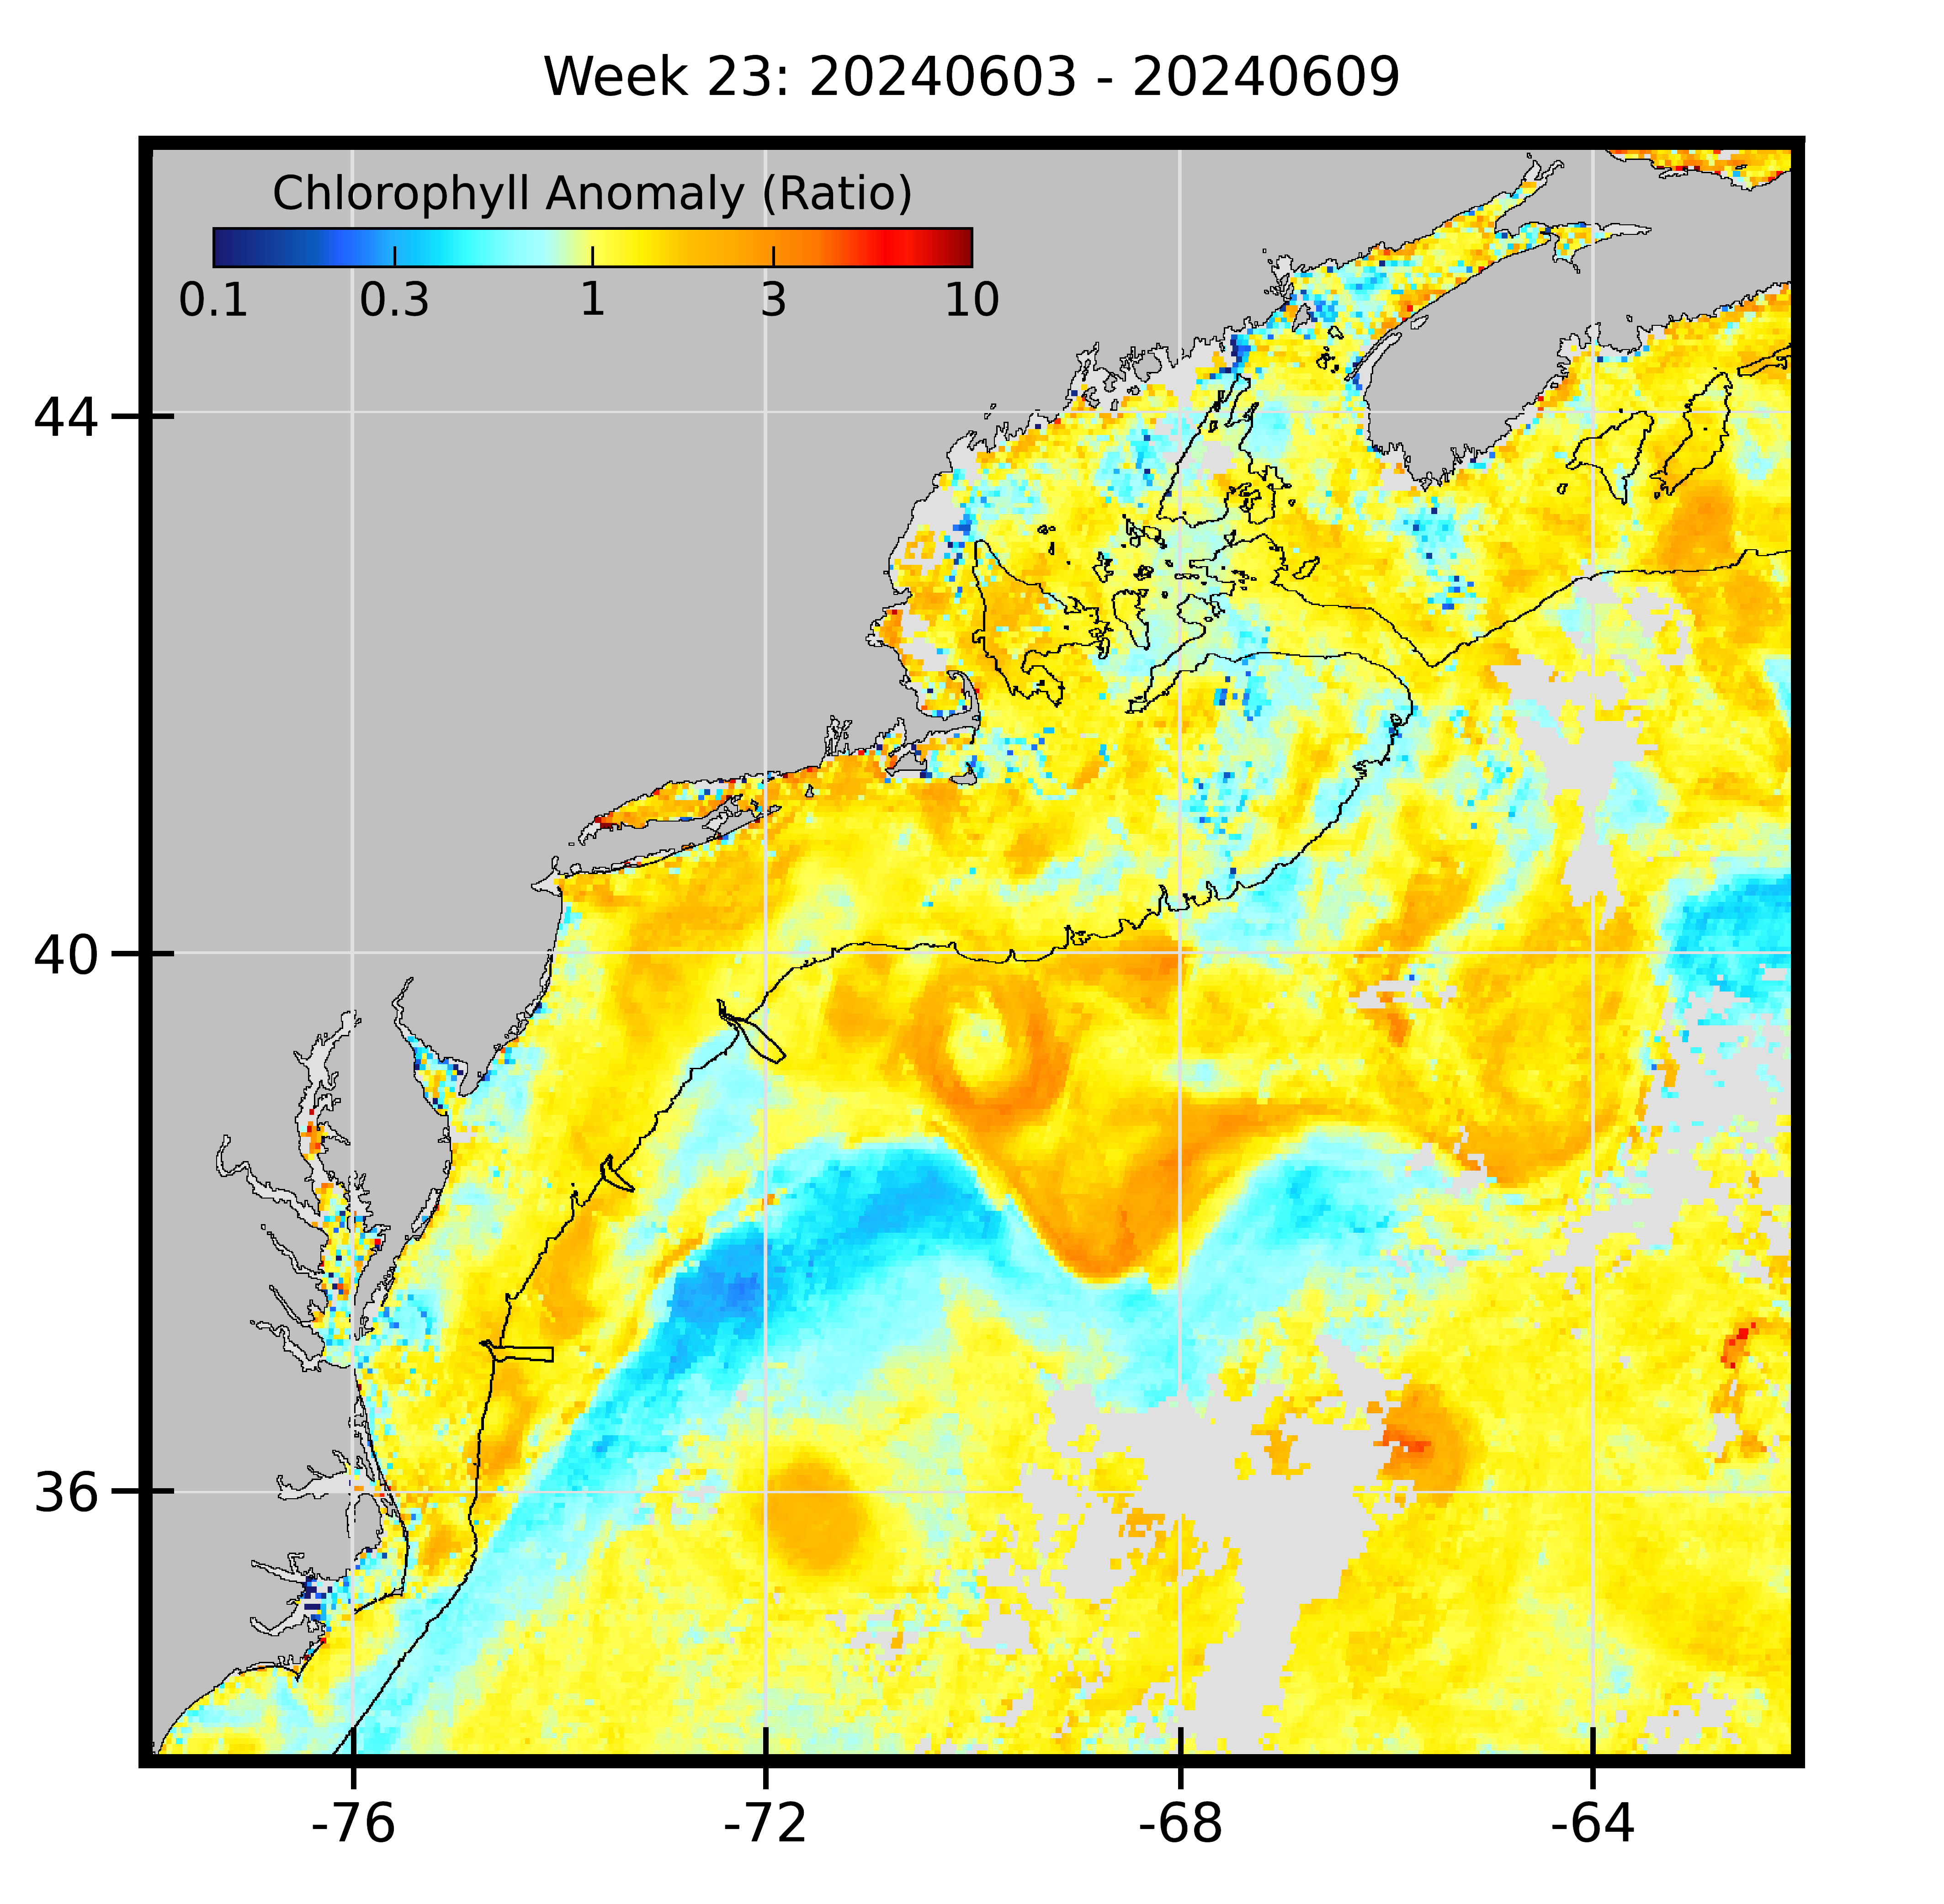 Week 23: 20240603 - 20240609
Chlorophyll Anomaly (Ratio)
0.1 0.3 1 3 10
44
40
36
-76 -72 -68 -64